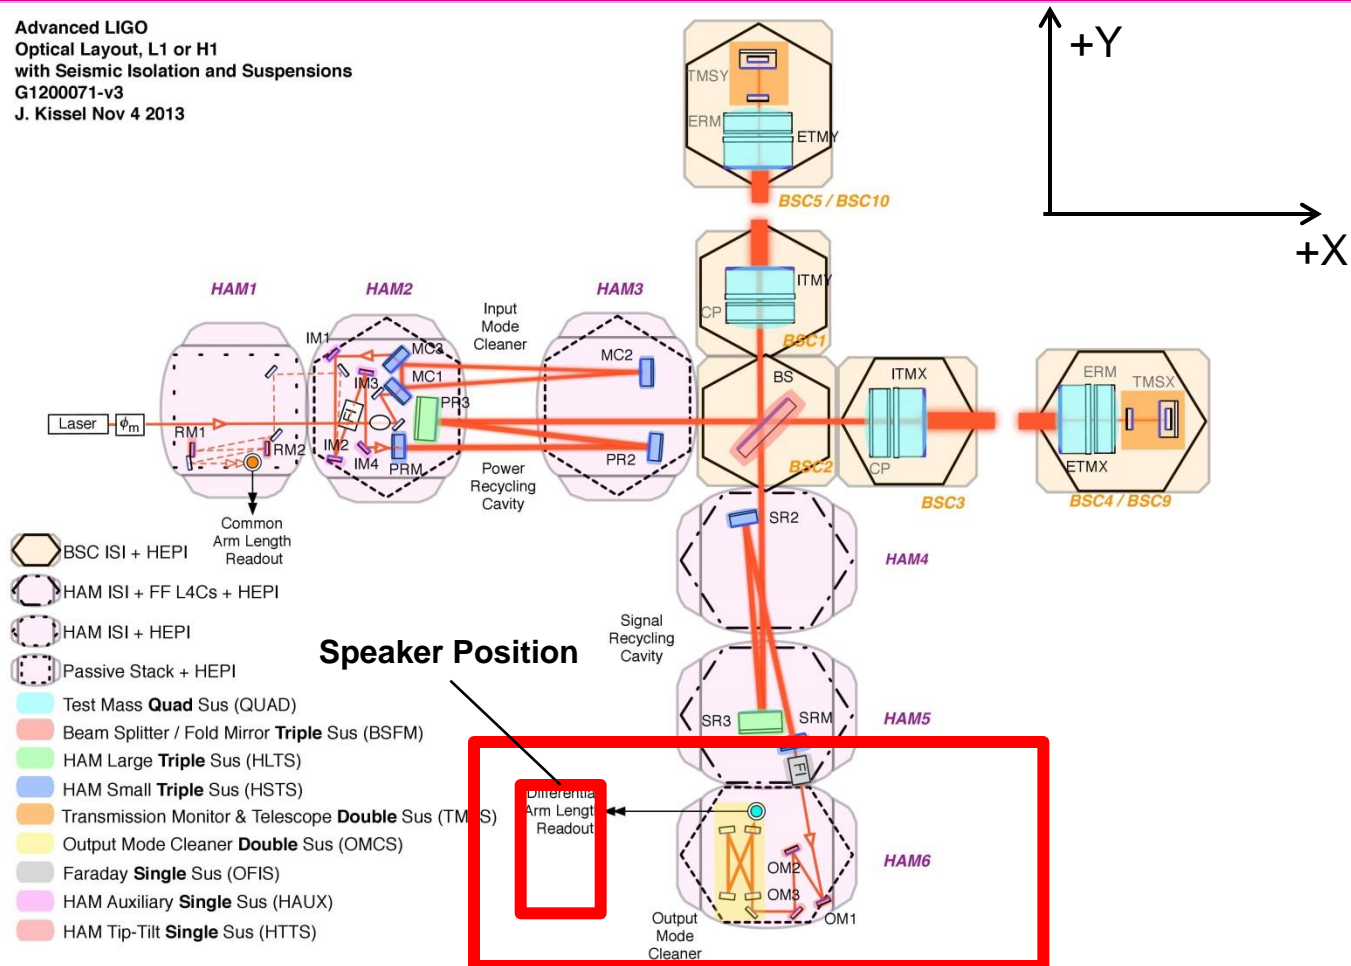 Advanced LIGO
Optical Layout, L1 or H1
with Seismic Isolation and Suspensions
G1200071-v3
J. Kissel Nov 4 2013
+Y
+X
TMSY
ERM
ETMY
BSC5 / BSC10
ITMY
CP
BSC1
HAM1
HAM2
HAM3
Input
Mode
Cleaner
IM1
MC3
MC1
IM3
FI
PR3
MC2
BS
ITMX
ERM
TMSX
Laser
ϕm
RM1
RM2
IM2
IM4
PRM
PR2
BSC2
CP
ETMX
BSC3
BSC4 / BSC9
Power
Recycling
Cavity
Common
Arm Length
Readout
SR2
HAM4
Signal
Recycling
Cavity
SR3
SRM
HAM5
FI
BSC ISI + HEPI
HAM ISI + FF L4Cs + HEPI
HAM ISI + HEPI
Passive Stack + HEPI
Test Mass Quad Sus (QUAD)
Beam Splitter / Fold Mirror Triple Sus (BSFM)
HAM Large Triple Sus (HLTS)
HAM Small Triple Sus (HSTS)
Transmission Monitor & Telescope Double Sus (TMTS)
Output Mode Cleaner Double Sus (OMCS)
Faraday Single Sus (OFIS)
HAM Auxiliary Single Sus (HAUX)
HAM Tip-Tilt Single Sus (HTTS)
Speaker Position
Differential
Arm Length
Readout
OM2
OM3
OM1
HAM6
Output
Mode
Cleaner